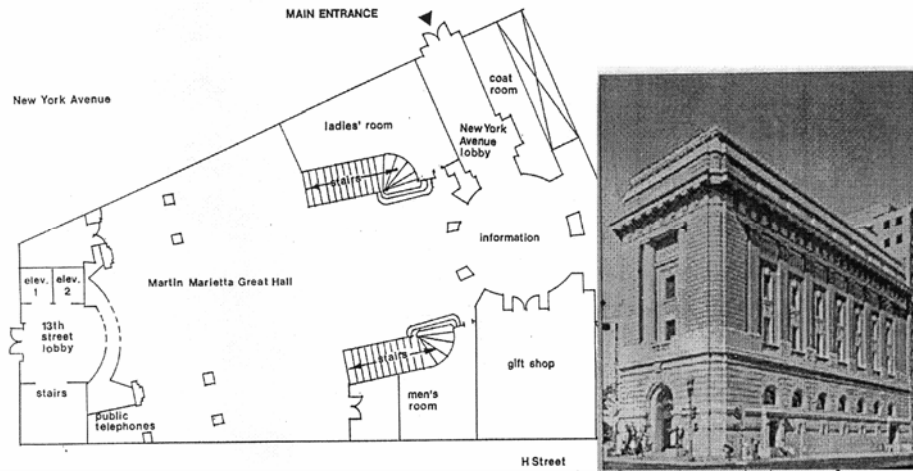 MAIN ENTRANCE
New York Avenue
coat
room
ladies' room
New York
Avenue
lobby
stairs
information
elev.
1
elev.
2
Martin Marietta Great Hall
13th
street
lobby
stairs
gift shop
stairs
men's
room
public
telephones
H Street